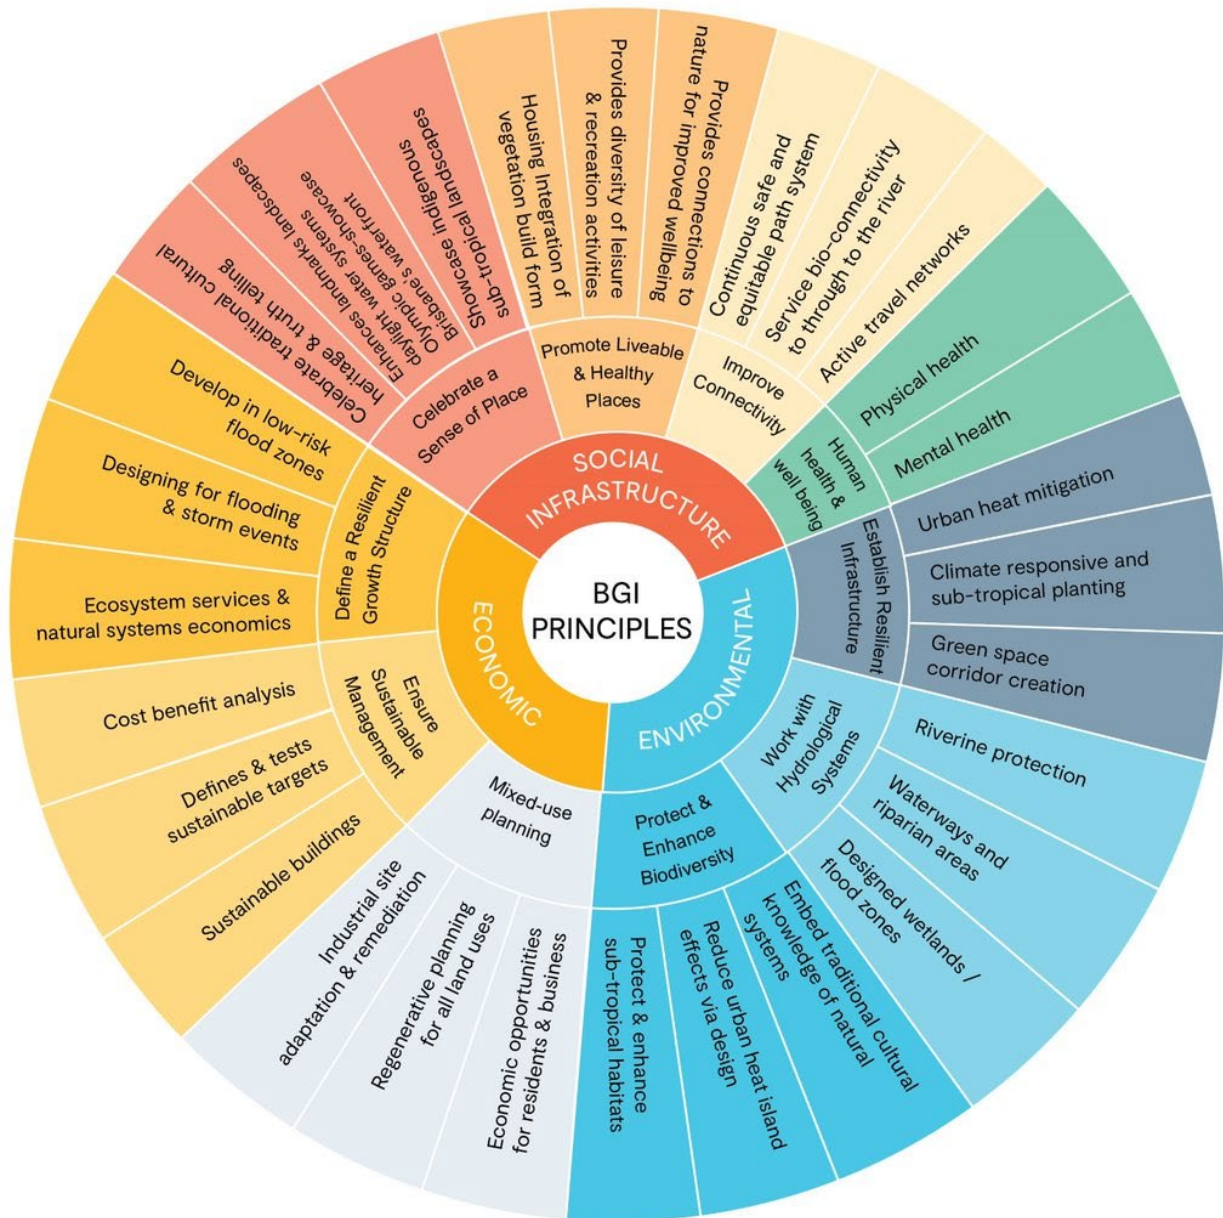 BGI
PRINCIPLES
SOCIAL
INFRASTRUCTURE
ENVIRONMENTAL
ECONOMIC
Celebrate a
Sense of Place
Promote Liveable
& Healthy
Places
Improve
Connectivity
Human
health &
well being
Establish Resilient
Infrastructure
Work with
Hydrological
Systems
Protect &
Enhance
Biodiversity
Mixed-use
planning
Ensure
Sustainable
Management
Define a Resilient
Growth Structure
Celebrate traditional cultural
heritage & truth telling
Enhances landmarks landscapes
daylight water systems
Olympic games-showcase
Brisbane's waterfront
Showcase Indigenous
sub-tropical landscapes
Housing Integration of
vegetation build form
Provides diversity of leisure
& recreation activities
Provides connections to
nature for improved wellbeing
Continuous safe and
equitable path system
Service bio-connectivity
to through to the river
Active travel networks
Physical health
Mental health
Urban heat mitigation
Climate responsive and
sub-tropical planting
Green space
corridor creation
Riverine protection
Waterways and
riparian areas
Designed wetlands /
flood zones
Embed traditional cultural
knowledge of natural
systems
Reduce urban heat island
effects via design
Protect & enhance
sub-tropical habitats
Economic opportunities
for residents & business
Regenerative planning
for all land uses
Industrial site
adaptation & remediation
Sustainable buildings
Defines & tests
sustainable targets
Cost benefit analysis
Ecosystem services &
natural systems economics
Designing for flooding
& storm events
Develop in low-risk
flood zones